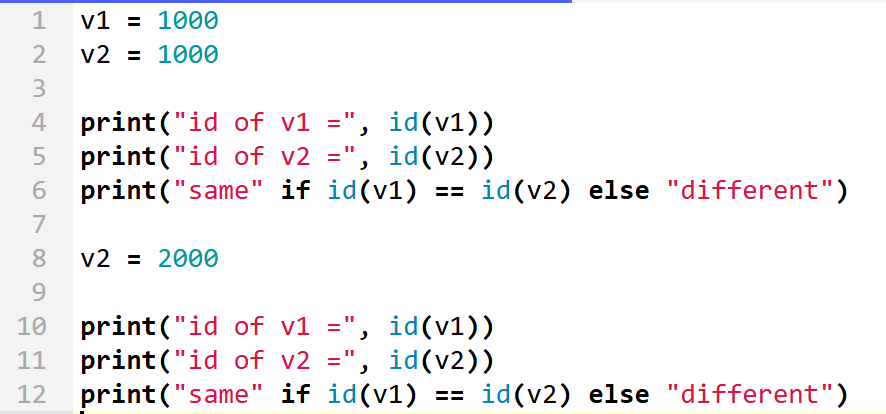 1 v1 = 1000
2 v2 = 1000
3
4 print("id of v1 =", id(v1))
5 print("id of v2 =", id(v2))
6 print("same" if id(v1) == id(v2) else "different")
7
8 v2 = 2000
9
10 print("id of v1 =", id(v1))
11 print("id of v2 =", id(v2))
12 print("same" if id(v1) == id(v2) else "different")